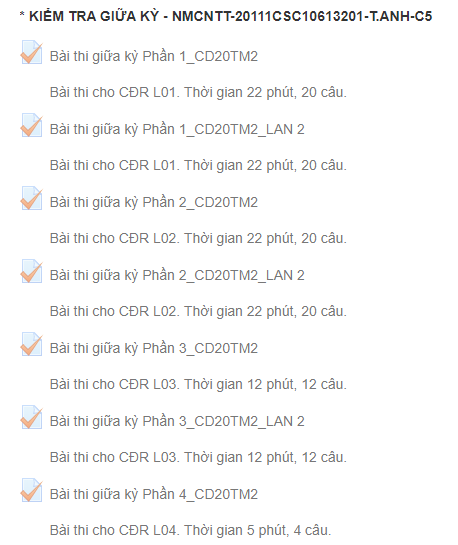 * KIỂM TRA GIỮA KỲ - NMCNTT-20111CSC10613201-T.ANH-C5
Bài thi giữa kỳ Phần 1_CD20TM2
Bài thi cho CĐR L01. Thời gian 22 phút, 20 câu.
Bài thi giữa kỳ Phần 1_CD20TM2_LAN 2
Bài thi cho CĐR L01. Thời gian 22 phút, 20 câu.
Bài thi giữa kỳ Phần 2_CD20TM2
Bài thi cho CĐR L02. Thời gian 22 phút, 20 câu.
Bài thi giữa kỳ Phần 2_CD20TM2_LAN 2
Bài thi cho CĐR L02. Thời gian 22 phút, 20 câu.
Bài thi giữa kỳ Phần 3_CD20TM2
Bài thi cho CĐR L03. Thời gian 12 phút, 12 câu.
Bài thi giữa kỳ Phần 3_CD20TM2_LAN 2
Bài thi cho CĐR L03. Thời gian 12 phút, 12 câu.
Bài thi giữa kỳ Phần 4_CD20TM2
Bài thi cho CĐR L04. Thời gian 5 phút, 4 câu.